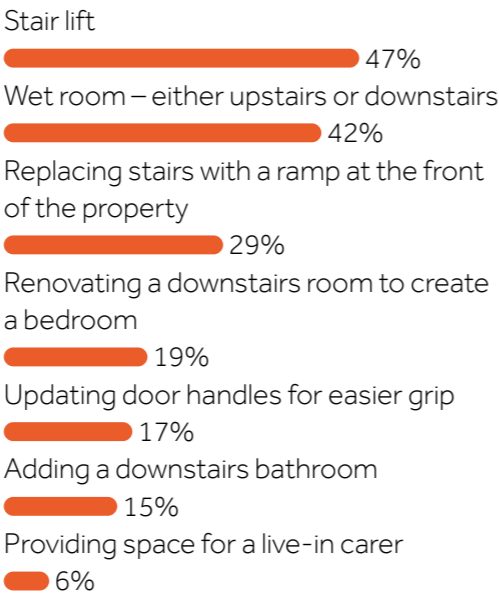 Stair lift
47%
Wet room – either upstairs or downstairs
42%
Replacing stairs with a ramp at the front
of the property
29%
Renovating a downstairs room to create
a bedroom
19%
Updating door handles for easier grip
17%
Adding a downstairs bathroom
15%
Providing space for a live-in carer
6%